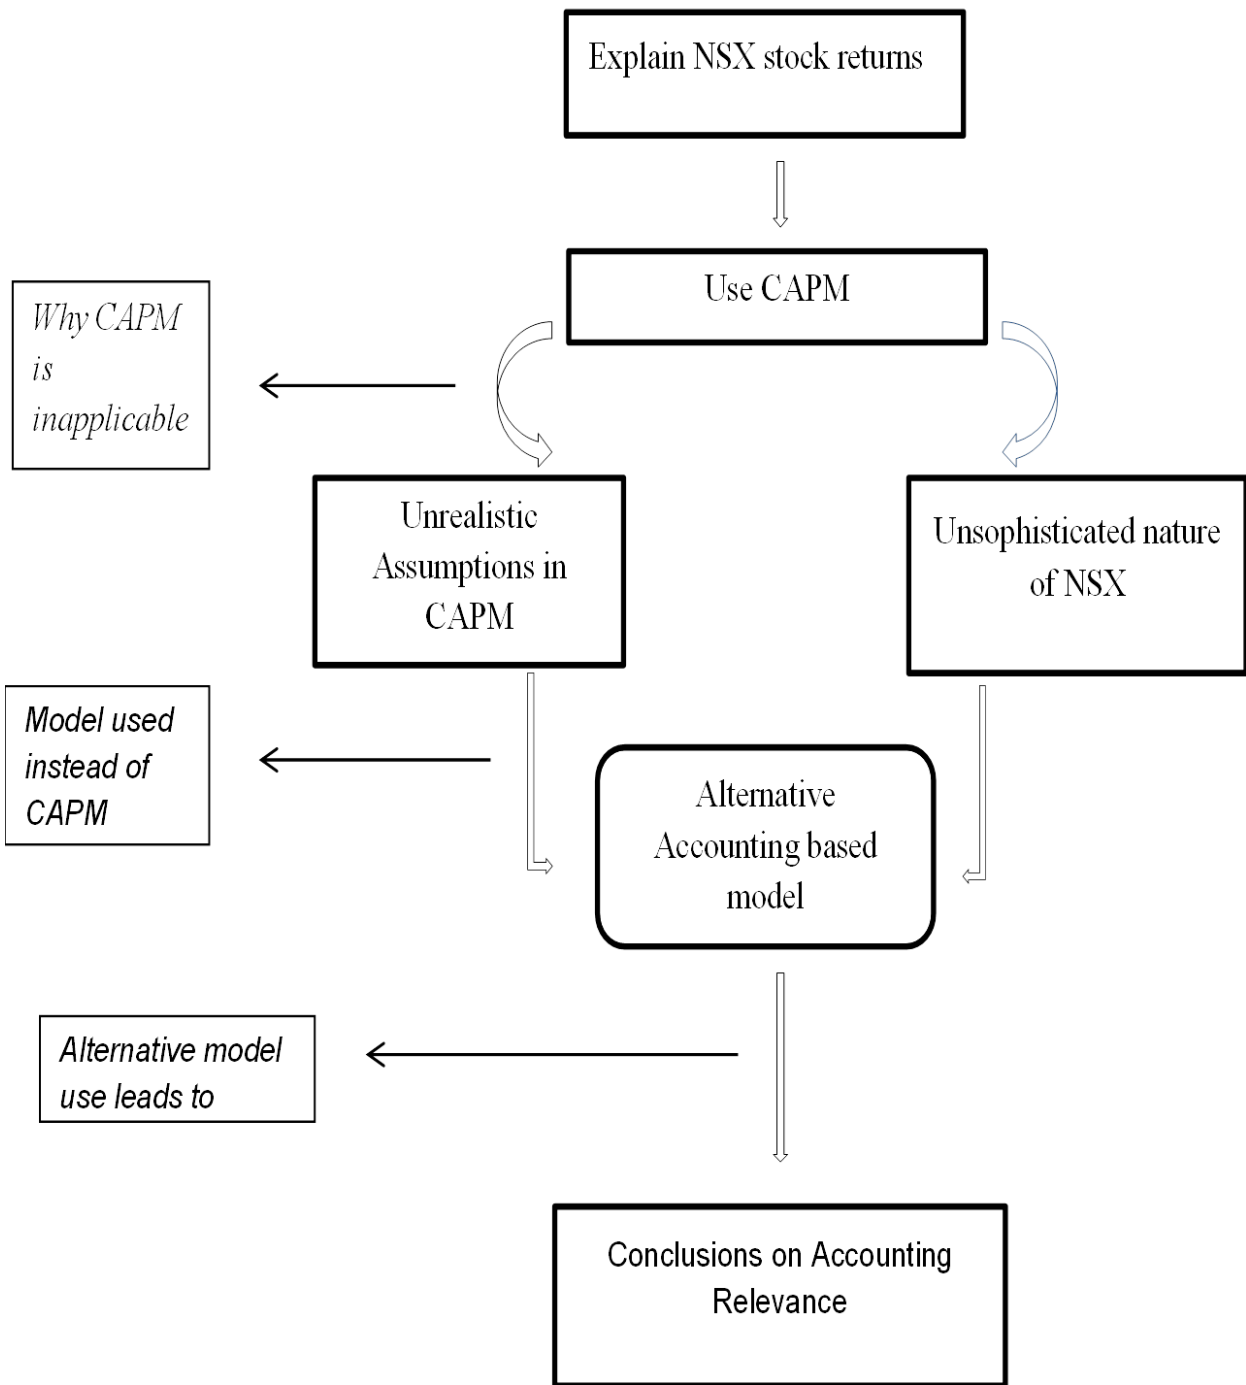 Explain NSX stock returns
Use CAPM
Why CAPM
is
inapplicable
Unrealistic
Assumptions in
CAPM
Unsophisticated nature
of NSX
Model used
instead of
CAPM
Alternative
Accounting based
model
Alternative model
use leads to
Conclusions on Accounting
Relevance